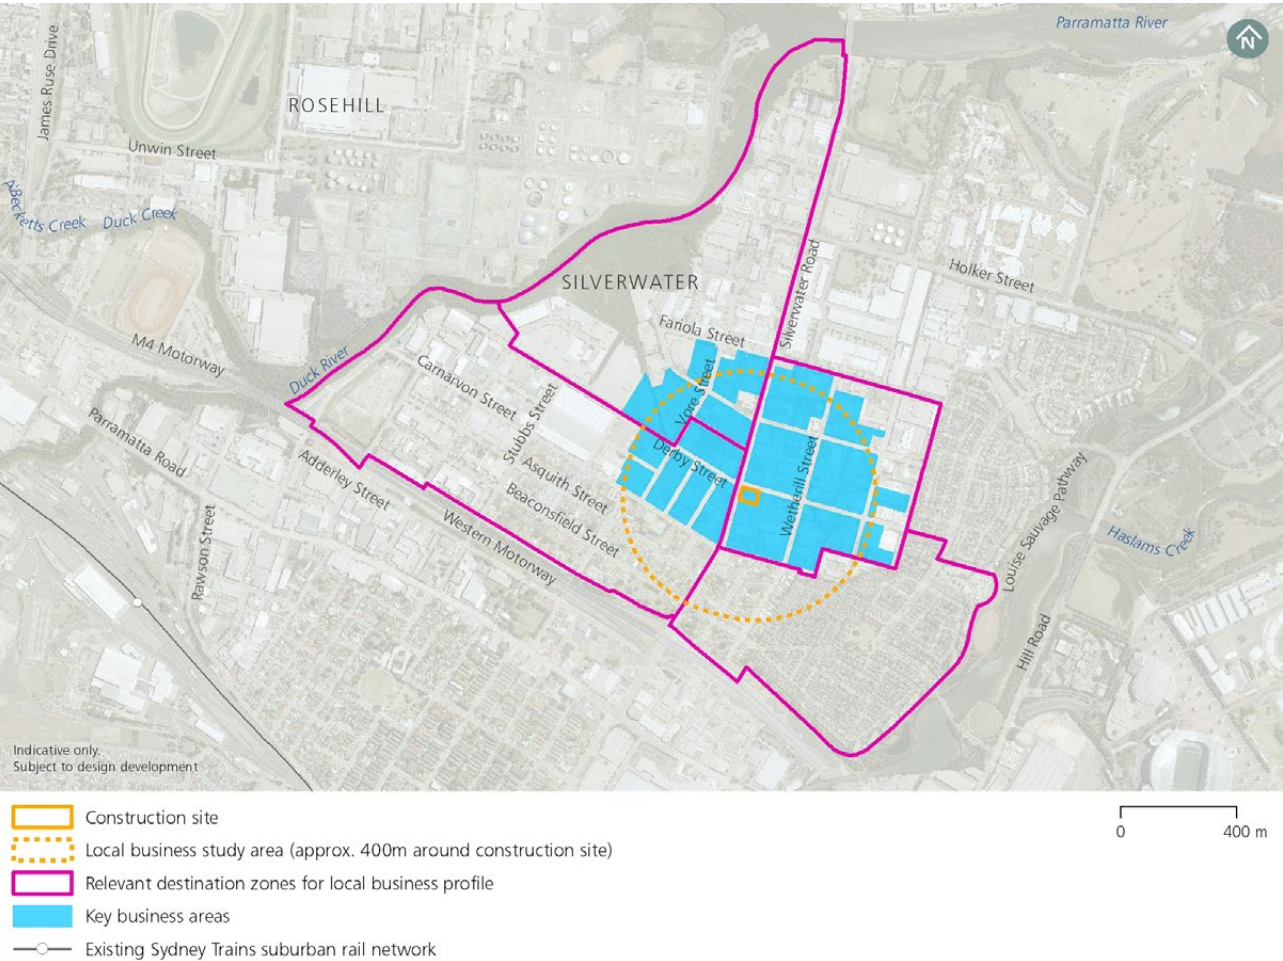 Parramatta River
N
James Ruse Drive
ROSEHILL
Unwin Street
A'Becketts Creek
Duck Creek
Holker Street
Silverwater Road
SILVERWATER
Fariola Street
M4 Motorway
Duck River
Carnarvon Street
Vore Street
Stubbs Street
Parramatta Road
Derby Street
Wetherill Street
Adderley Street
Asquith Street
Beaconsfield Street
Louise Sauvage Pathway
Haslams Creek
Rawson Street
Western Motorway
Hill Road
Indicative only.
Subject to design development
Construction site
0 400 m
Local business study area (approx. 400m around construction site)
Relevant destination zones for local business profile
Key business areas
Existing Sydney Trains suburban rail network